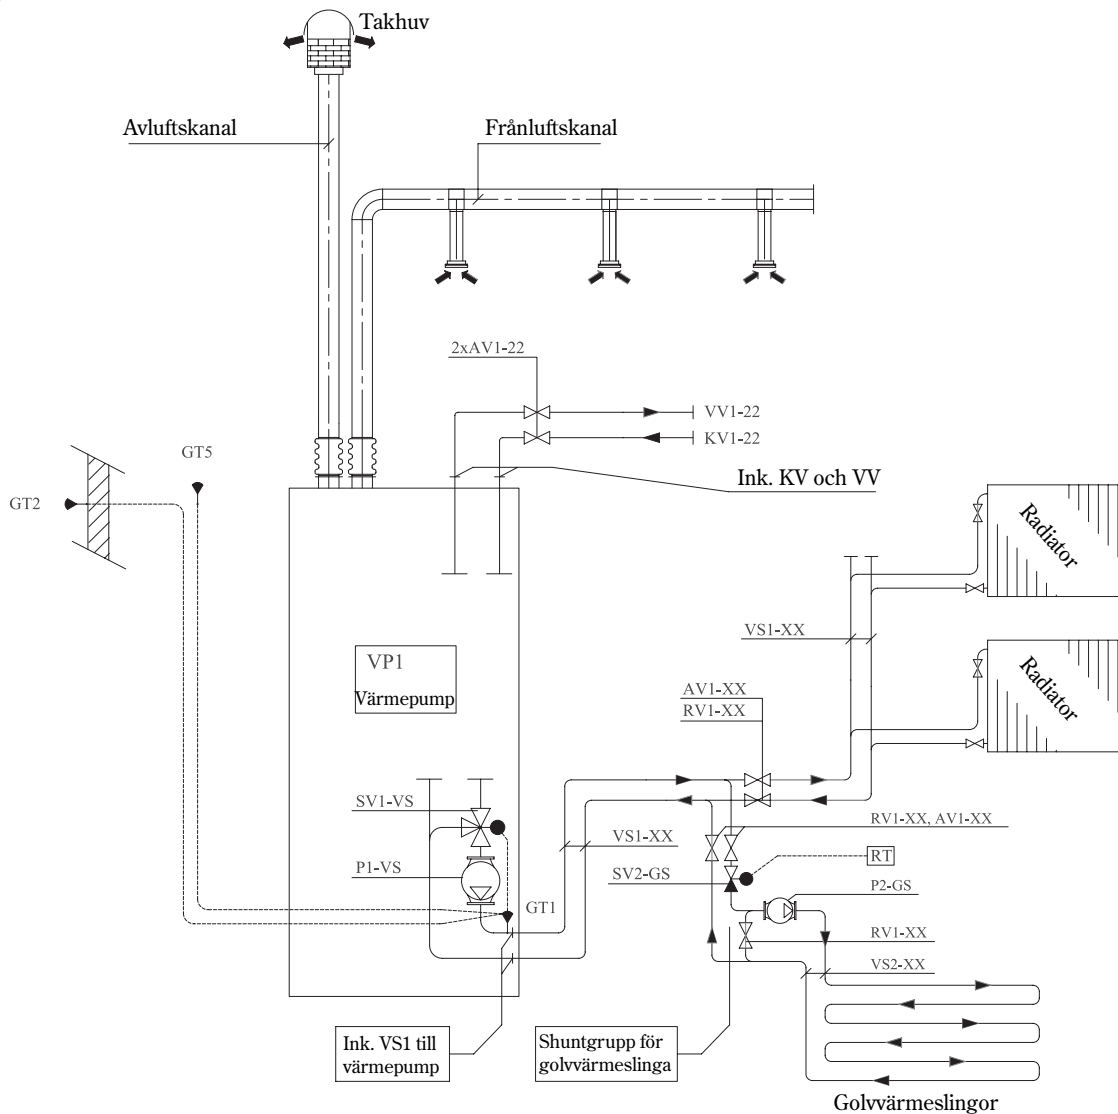 Takhuv
Avluftskanal
Frånluftskanal
2xAV1-22
VV1-22
KV1-22
GT5
GT2
Ink. KV och VV
Radiator
VS1-XX
VP1
Värmepump
Radiator
AV1-XX
RV1-XX
SV1-VS
RV1-XX, AV1-XX
VS1-XX
RT
P1-VS
SV2-GS
P2-GS
GT1
RV1-XX
VS2-XX
Ink. VS1 till
värmepump
Shuntgrupp för
golvvärmeslinga
Golvvärmeslingor